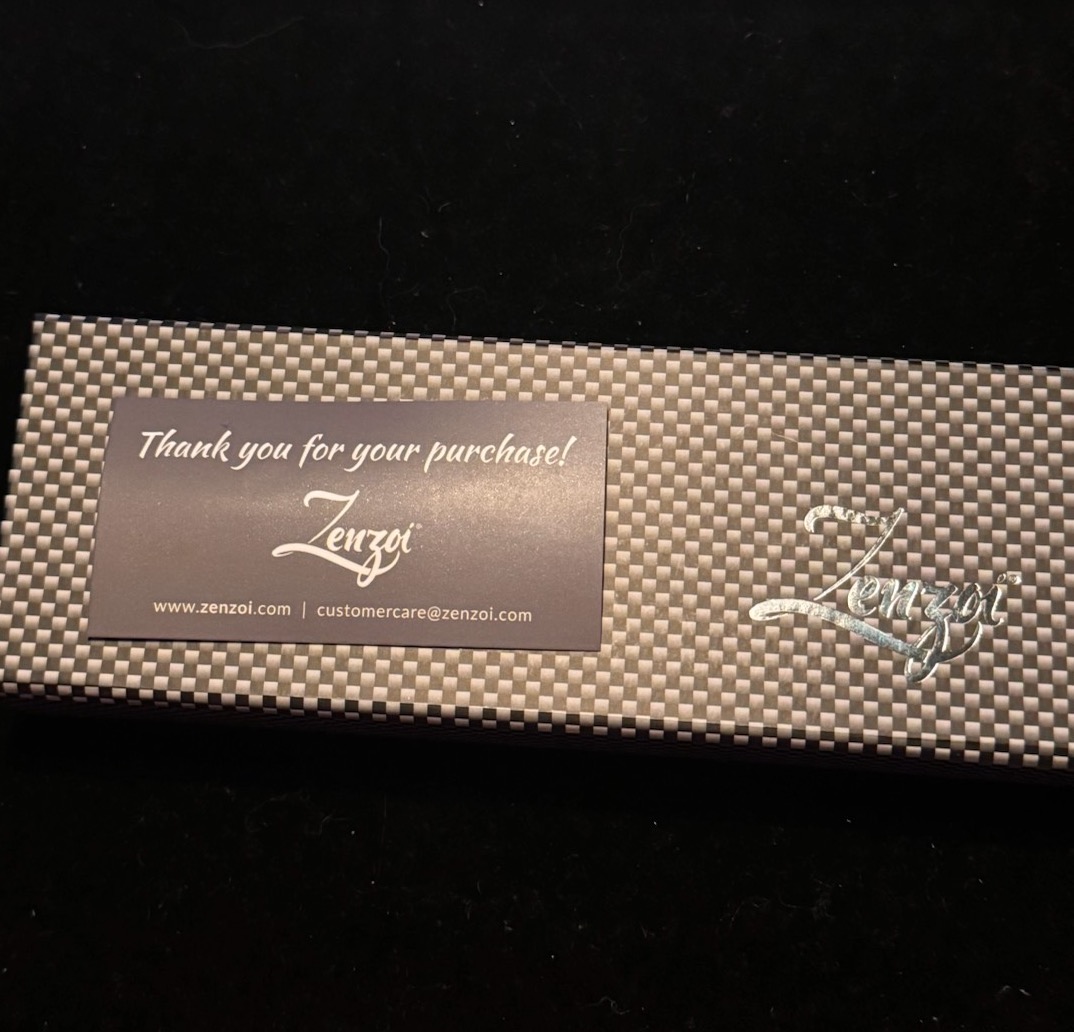 Thank you for your purchase!
Zenzoi®
www.zenzoi.com | customercare@zenzoi.com
Zenzoi®